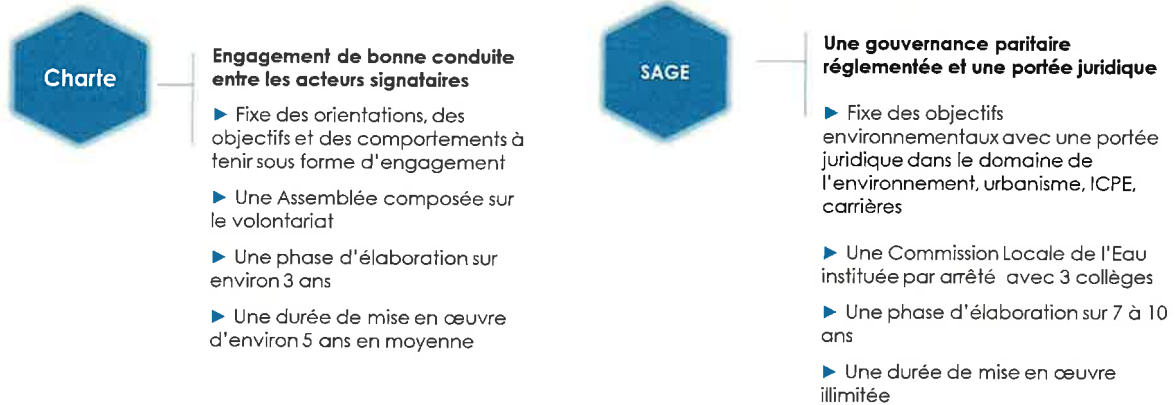 Charte
Engagement de bonne conduite
entre les acteurs signataires
► Fixe des orientations, des
objectifs et des comportements à
tenir sous forme d'engagement
► Une Assemblée composée sur
le volontariat
► Une phase d'élaboration sur
environ 3 ans
► Une durée de mise en œuvre
d'environ 5 ans en moyenne
SAGE
Une gouvernance paritaire
réglementée et une portée juridique
► Fixe des objectifs
environnementaux avec une portée
juridique dans le domaine de
l'environnement, urbanisme, ICPE,
carrières
► Une Commission Locale de l'Eau
instituée par arrêté avec 3 collèges
► Une phase d'élaboration sur 7 à 10
ans
► Une durée de mise en œuvre
illimitée